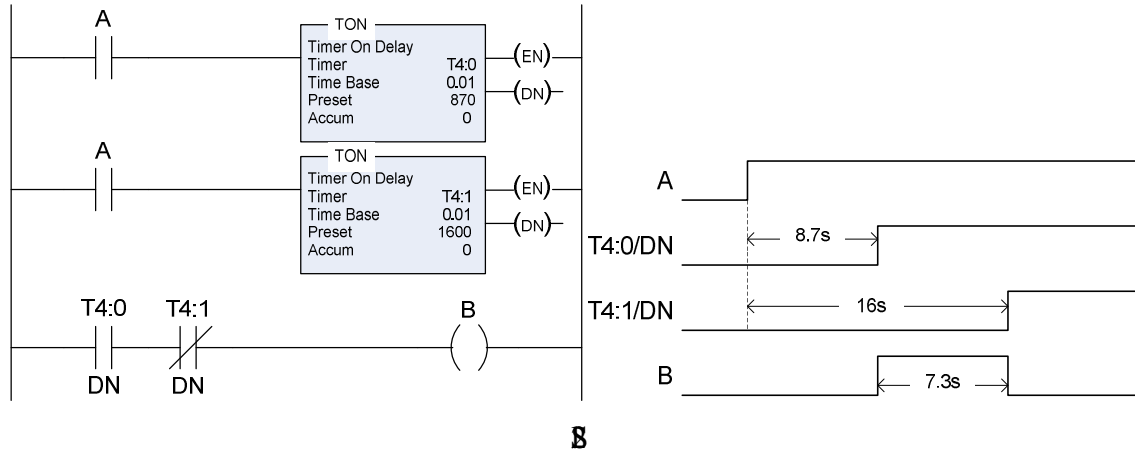 A
TON
Timer On Delay
Timer T4:0
Time Base 0.01
Preset 870
Accum 0
(EN)
(DN)
A
TON
Timer On Delay
Timer T4:1
Time Base 0.01
Preset 1600
Accum 0
(EN)
(DN)
T4:0 T4:1 B
DN DN
A
T4:0/DN 8.7s
T4:1/DN 16s
B 7.3s